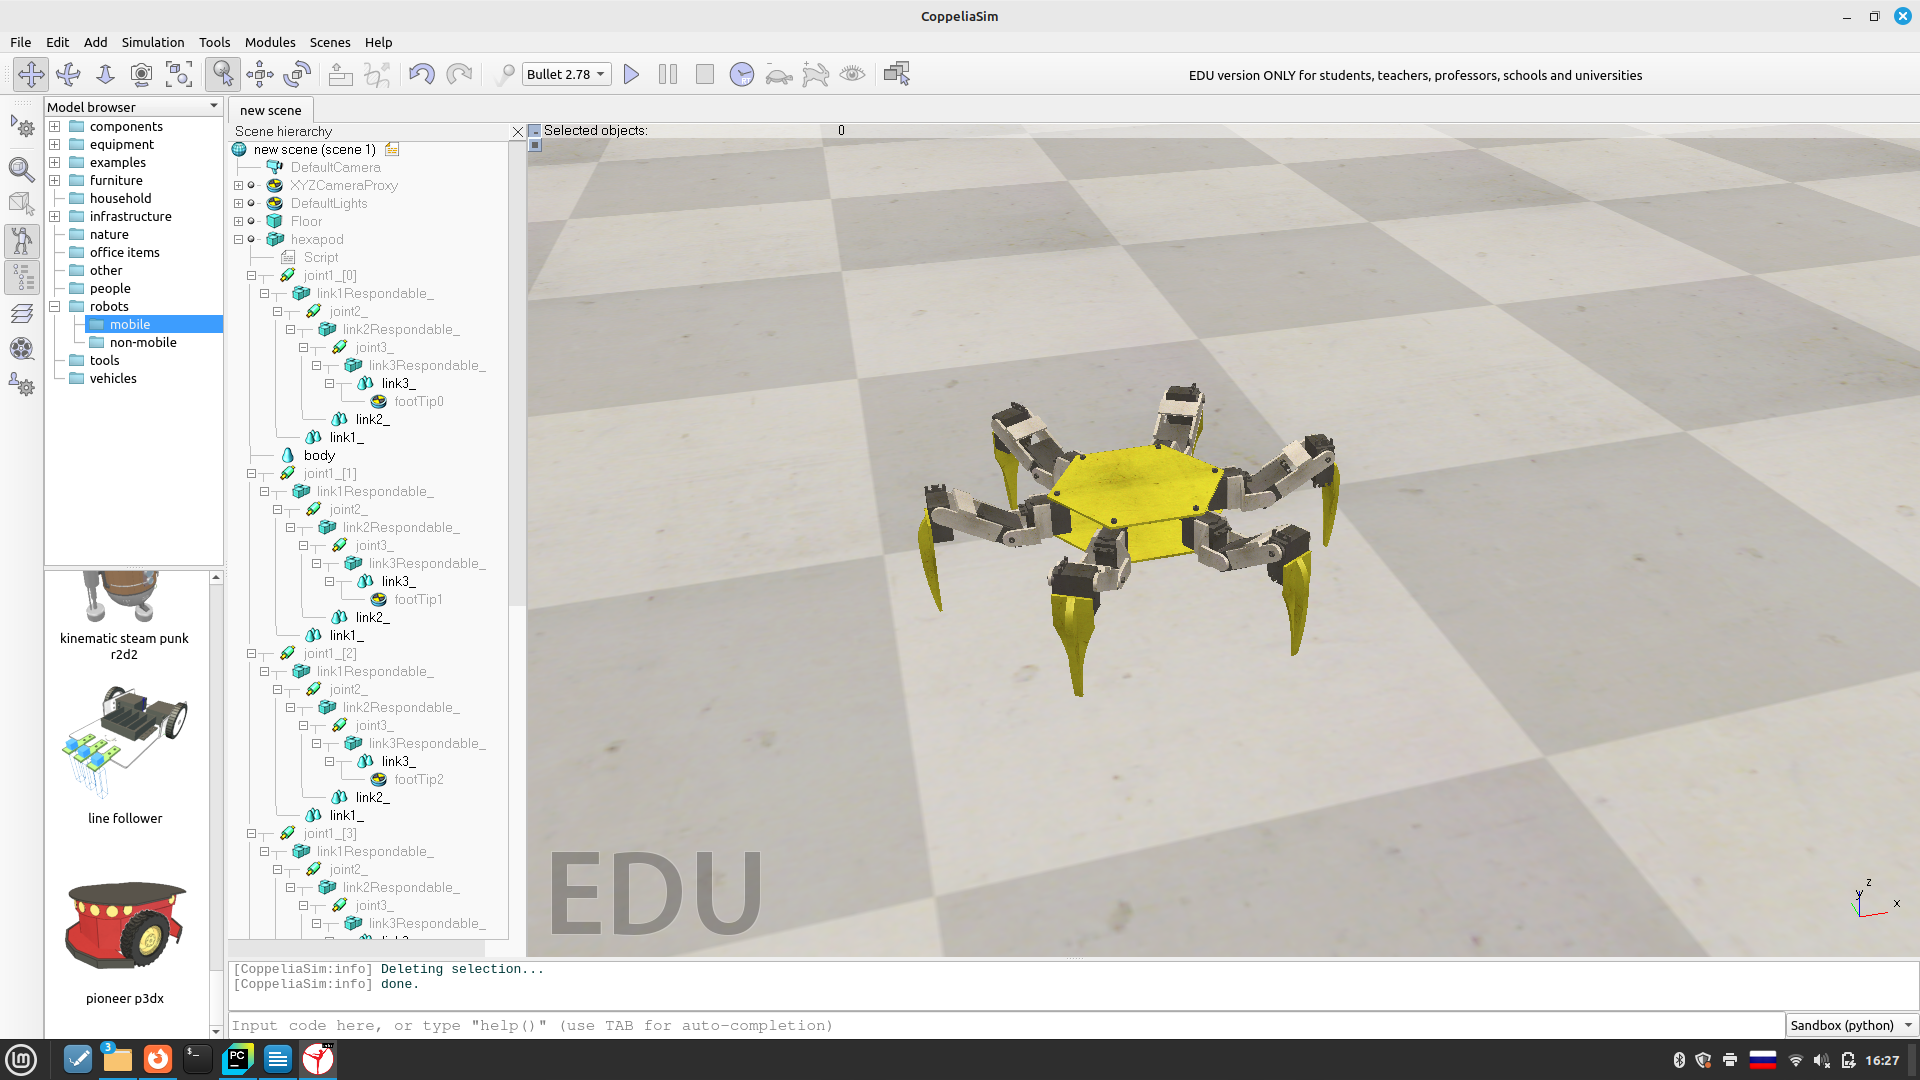 CoppeliaSim
File Edit Add Simulation Tools Modules Scenes Help
Bullet 2.78
EDU version ONLY for students, teachers, professors, schools and universities
Model browser
components
equipment
examples
furniture
household
infrastructure
nature
office items
other
people
robots
mobile
non-mobile
tools
vehicles
kinematic steam punk
r2d2
line follower
pioneer p3dx
new scene
Scene hierarchy
new scene (scene 1)
DefaultCamera
XYZCameraProxy
DefaultLights
Floor
hexapod
Script
joint1_[0]
link1Respondable_
joint2_
link2Respondable_
joint3_
link3Respondable_
link3_
footTip0
link2_
link1_
body
joint1_[1]
link1Respondable_
joint2_
link2Respondable_
joint3_
link3Respondable_
link3_
footTip1
link2_
link1_
joint1_[2]
link1Respondable_
joint2_
link2Respondable_
joint3_
link3Respondable_
link3_
footTip2
link2_
link1_
joint1_[3]
link1Respondable_
joint2_
link2Respondable_
joint3_
link3Respondable_
Selected objects: 0
EDU
z
y
x
[CoppeliaSim:info] Deleting selection...
[CoppeliaSim:info] done.
Input code here, or type "help()" (use TAB for auto-completion)
Sandbox (python)
3
PC
16:27